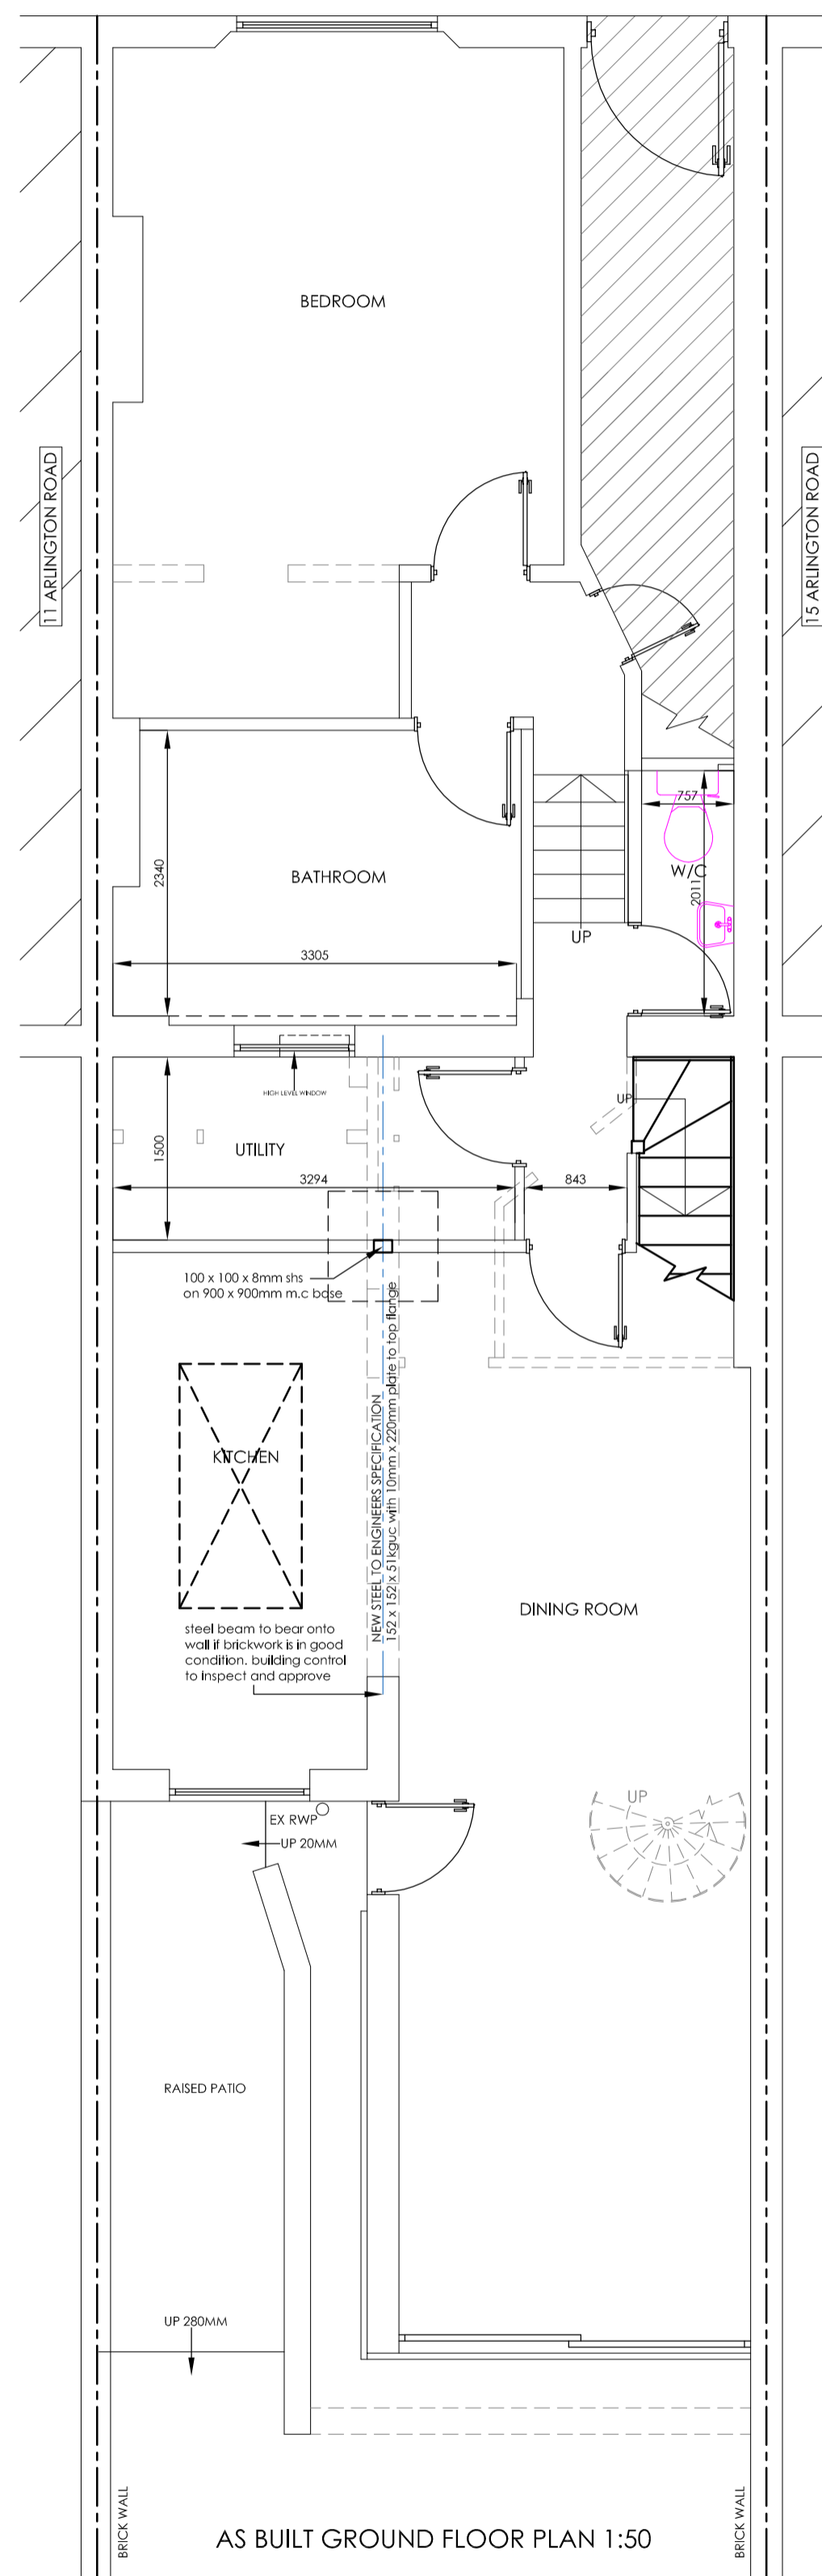 BEDROOM
11 ARLINGTON ROAD
15 ARLINGTON ROAD
757
W/C
2011
2340
BATHROOM
3305
UP
HIGH LEVEL WINDOW
UP
1500
UTILITY
3294
843
100 x 100 x 8mm shs
on 900 x 900mm m.c base
NEW STEEL TO ENGINEERS SPECIFICATION
152 x 152 x 51kguc with 10mm x 220mm plate to top flange
KITCHEN
DINING ROOM
steel beam to bear onto
wall if brickwork is in good
condition. building control
to inspect and approve
UP
EX RWP
UP 20MM
RAISED PATIO
UP 280MM
BRICK WALL
BRICK WALL
AS BUILT GROUND FLOOR PLAN 1:50